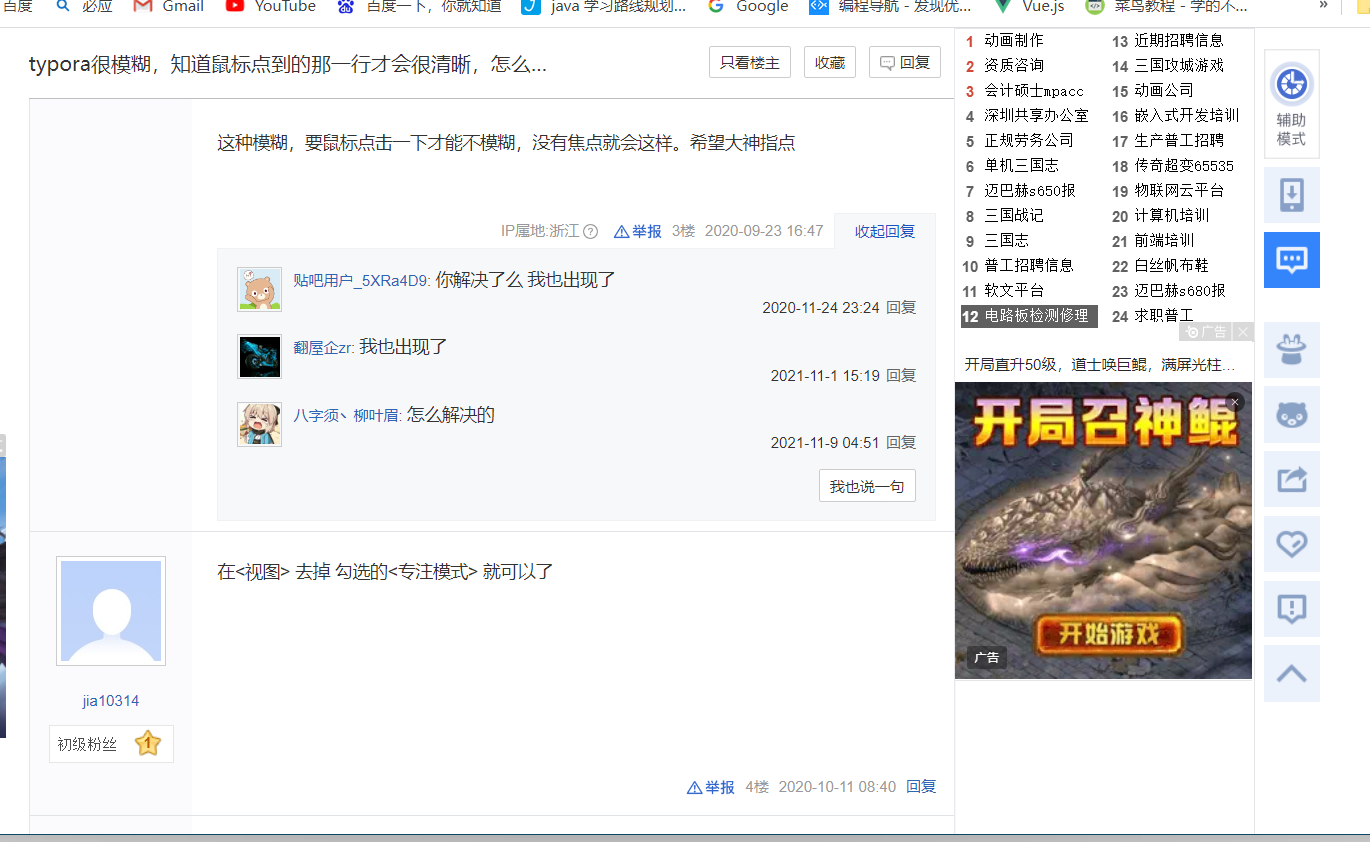 百度 必应 Gmail YouTube 百度一下，你就知道 java 学习路线规划... Google 编程导航 - 发现优... Vue.js 菜鸟教程 - 学的不... »
typora很模糊，知道鼠标点到的那一行才会很清晰，怎么...
只看楼主 收藏 回复
这种模糊，要鼠标点击一下才能不模糊，没有焦点就会这样。希望大神指点
IP属地:浙江 举报 3楼 2020-09-23 16:47 收起回复
贴吧用户_5XRa4D9: 你解决了么 我也出现了
2020-11-24 23:24 回复
翻屋企zr: 我也出现了
2021-11-1 15:19 回复
八字须丶柳叶眉: 怎么解决的
2021-11-9 04:51 回复
我也说一句
在<视图> 去掉 勾选的<专注模式> 就可以了
jia10314
初级粉丝 1
举报 4楼 2020-10-11 08:40 回复
1 动画制作
2 资质咨询
3 会计硕士mpacc
4 深圳共享办公室
5 正规劳务公司
6 单机三国志
7 迈巴赫s650报
8 三国战记
9 三国志
10 普工招聘信息
11 软文平台
12 电路板检测修理
13 近期招聘信息
14 三国攻城游戏
15 动画公司
16 嵌入式开发培训
17 生产普工招聘
18 传奇超变65535
19 物联网云平台
20 计算机培训
21 前端培训
22 白丝帆布鞋
23 迈巴赫s680报
24 求职普工
广告
开局直升50级，道士唤巨鲲，满屏光柱...
开局召神鲲
开始游戏
广告
辅助
模式